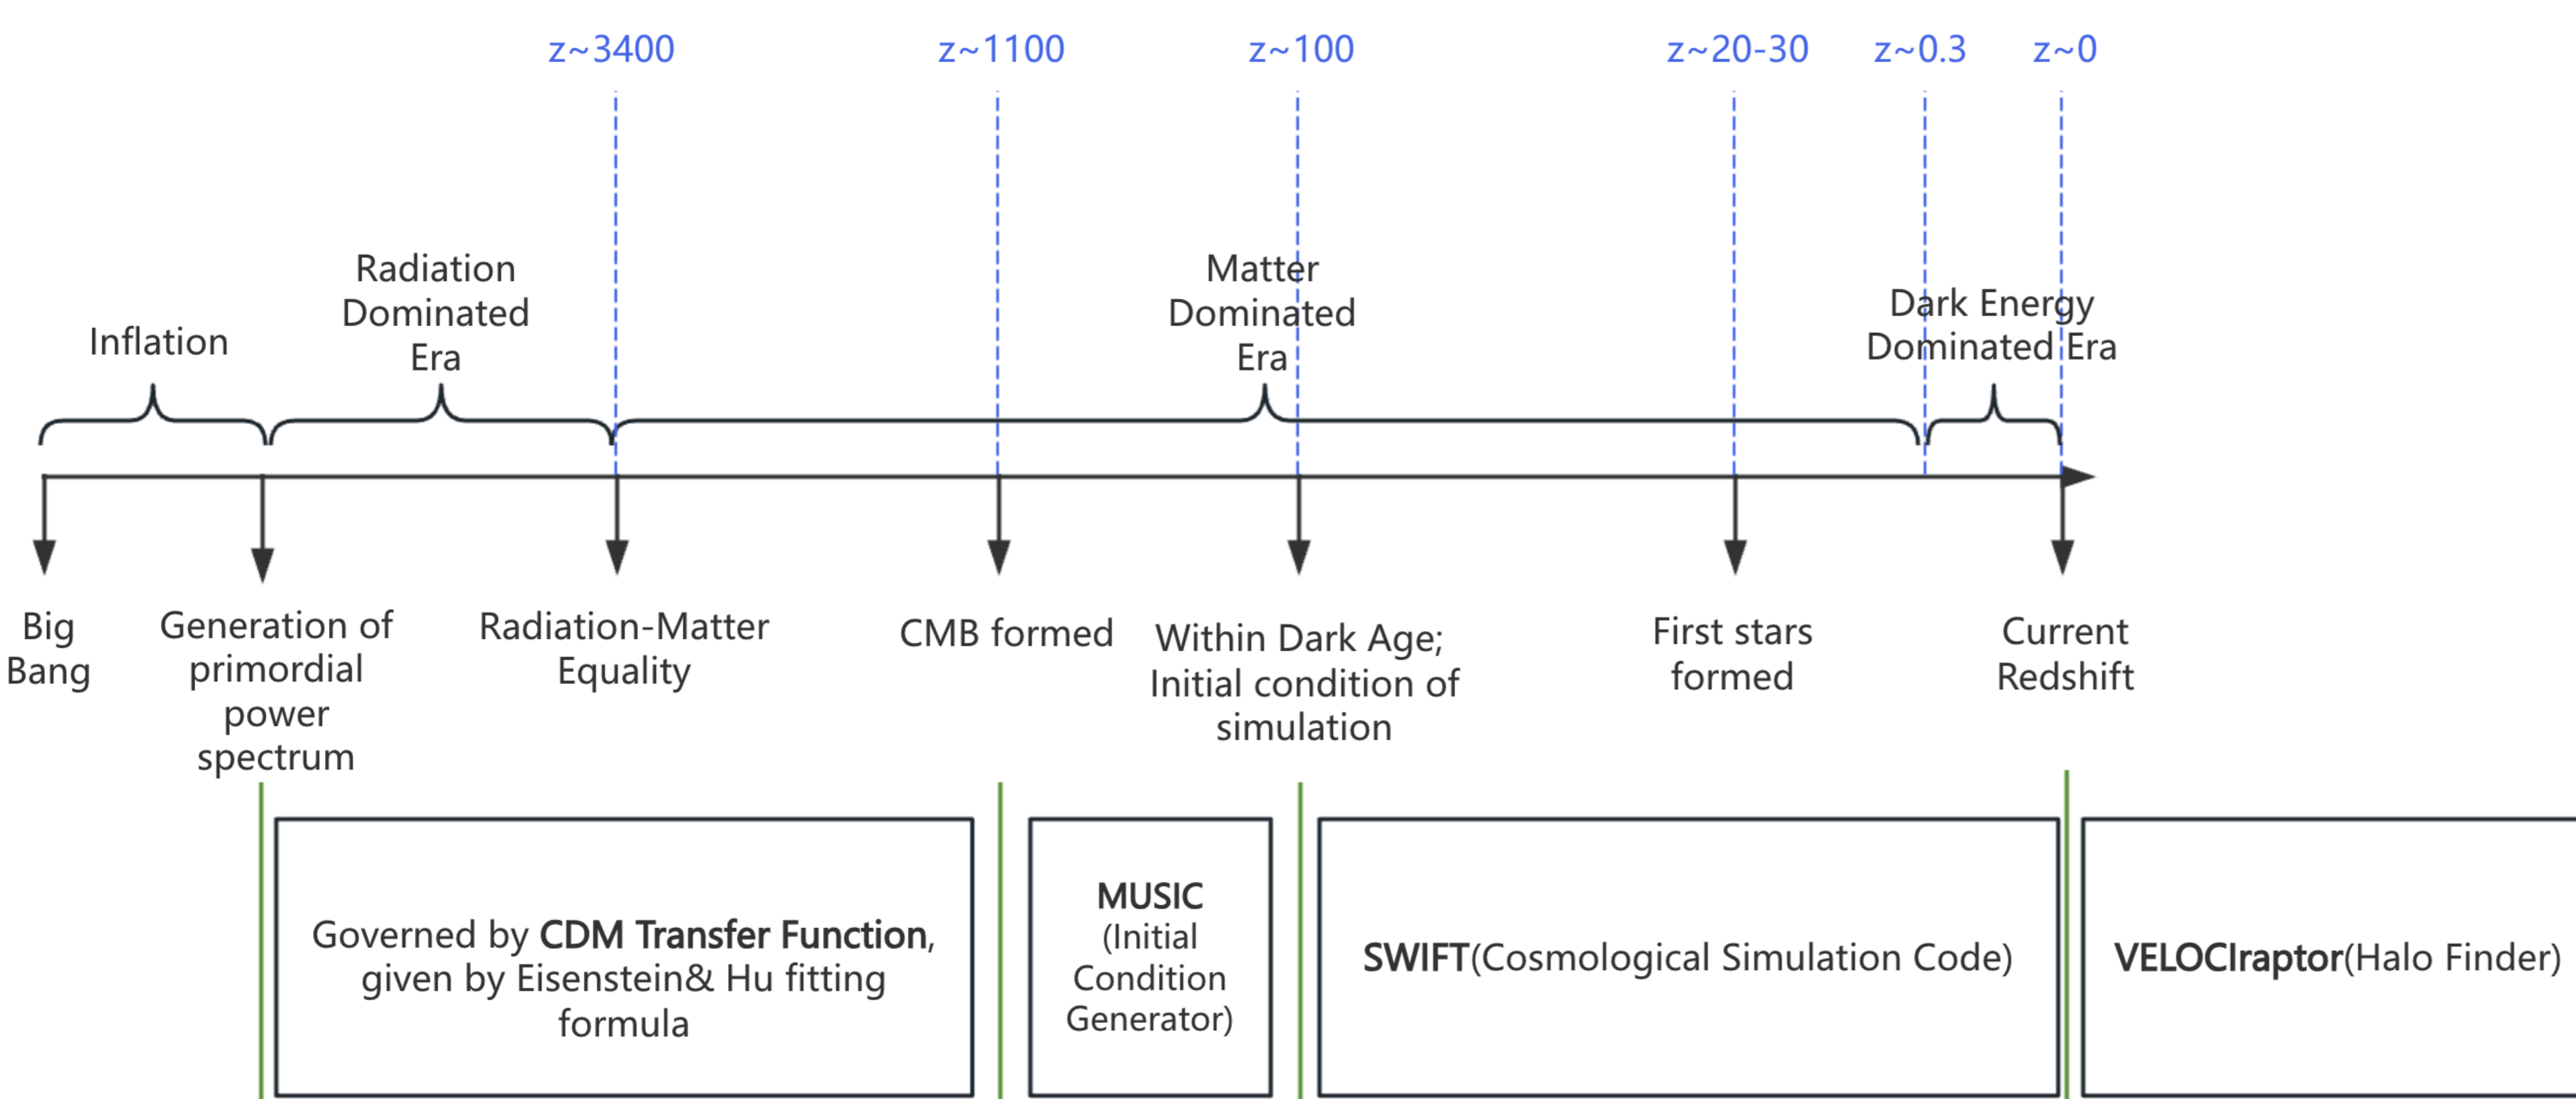 z~3400
z~1100
z~100
z~20-30
z~0.3
z~0
Inflation
Radiation
Dominated
Era
Matter
Dominated
Era
Dark Energy
Dominated Era
Big
Bang
Generation of
primordial
power
spectrum
Radiation-Matter
Equality
CMB formed
Within Dark Age;
Initial condition of
simulation
First stars
formed
Current
Redshift
Governed by CDM Transfer Function,
given by Eisenstein& Hu fitting
formula
MUSIC
(Initial
Condition
Generator)
SWIFT(Cosmological Simulation Code)
VELOCIraptor(Halo Finder)